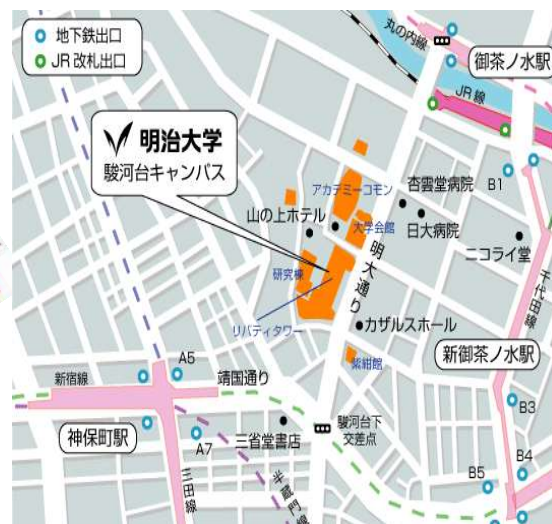 地下鉄出口
JR改札出口
丸の内線
御茶ノ水駅
JR線
明治大学
駿河台キャンパス
アカデミーコモン
杏雲堂病院
B1
山の上ホテル
大学会館
日大病院
ニコライ堂
明大通り
研究棟
千代田線
リバティタワー
カザルスホール
新御茶ノ水駅
紫紺館
A5
新宿線
靖国通り
B3
神保町駅
A7
三省堂書店
駿河台下
交差点
三田線
半蔵門線
B4
B5